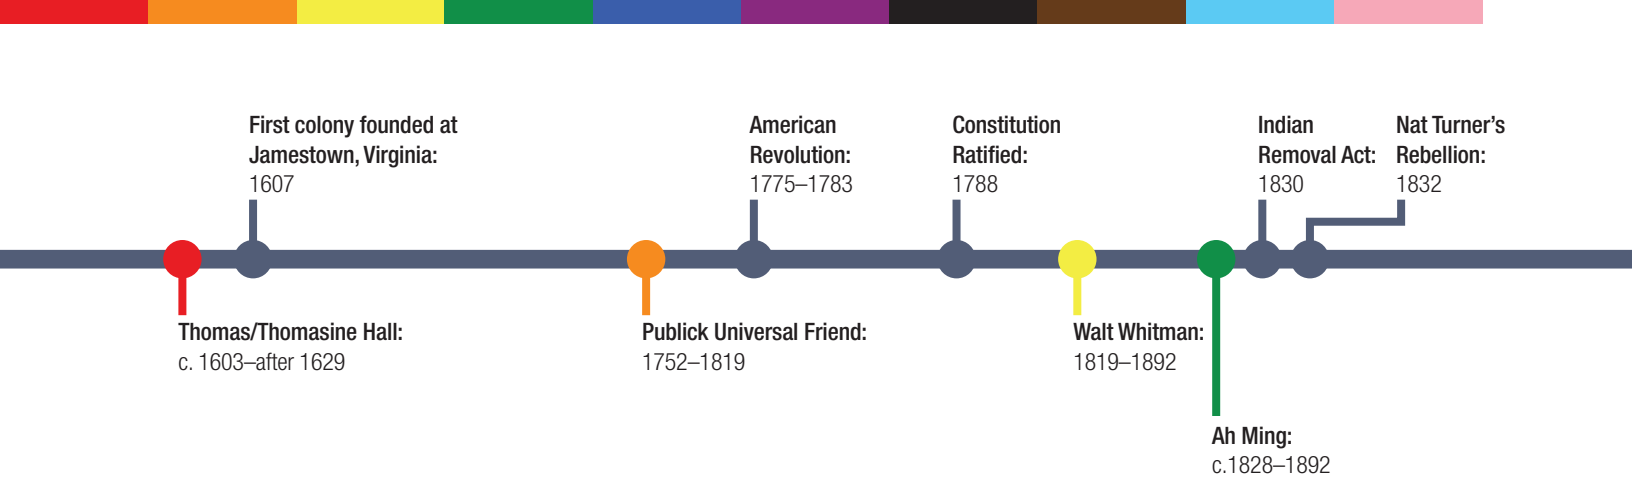 First colony founded at
Jamestown, Virginia:
1607
American
Revolution:
1775–1783
Constitution
Ratified:
1788
Indian
Removal Act:
1830
Nat Turner’s
Rebellion:
1832
Thomas/Thomasine Hall:
c. 1603–after 1629
Publick Universal Friend:
1752–1819
Walt Whitman:
1819–1892
Ah Ming:
c.1828–1892